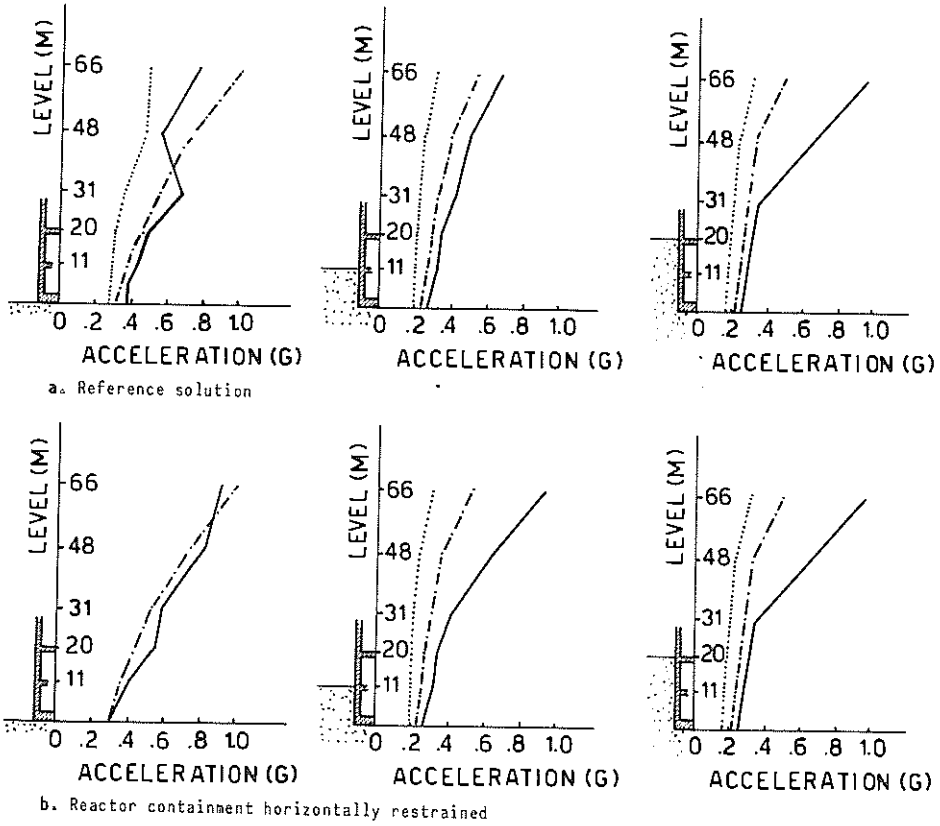 LEVEL (M)
66
48
31
20
11
0 .2 .4 .6 .8 1.0
ACCELERATION (G)
LEVEL (M)
66
48
31
20
11
0 .2 .4 .6 .8 1.0
ACCELERATION (G)
LEVEL (M)
66
48
31
20
11
0 .2 .4 .6 .8 1.0
ACCELERATION (G)
a. Reference solution
LEVEL (M)
66
48
31
20
11
0 .2 .4 .6 .8 1.0
ACCELERATION (G)
LEVEL (M)
66
48
31
20
11
0 .2 .4 .6 .8 1.0
ACCELERATION (G)
LEVEL (M)
66
48
31
20
11
0 .2 .4 .6 .8 1.0
ACCELERATION (G)
b. Reactor containment horizontally restrained